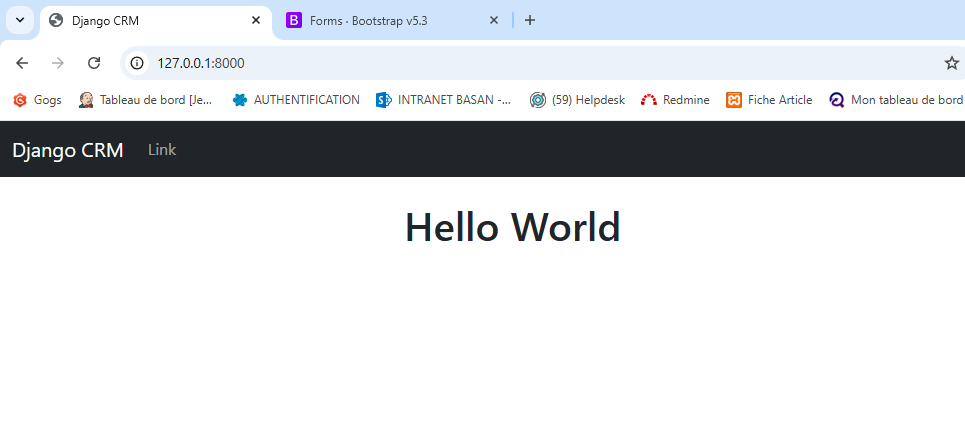 Django CRM
B Forms · Bootstrap v5.3
127.0.0.1:8000
Gogs Tableau de bord [Je... AUTHENTIFICATION INTRANET BASAN -... (59) Helpdesk Redmine Fiche Article Mon tableau de bord
Django CRM Link
Hello World